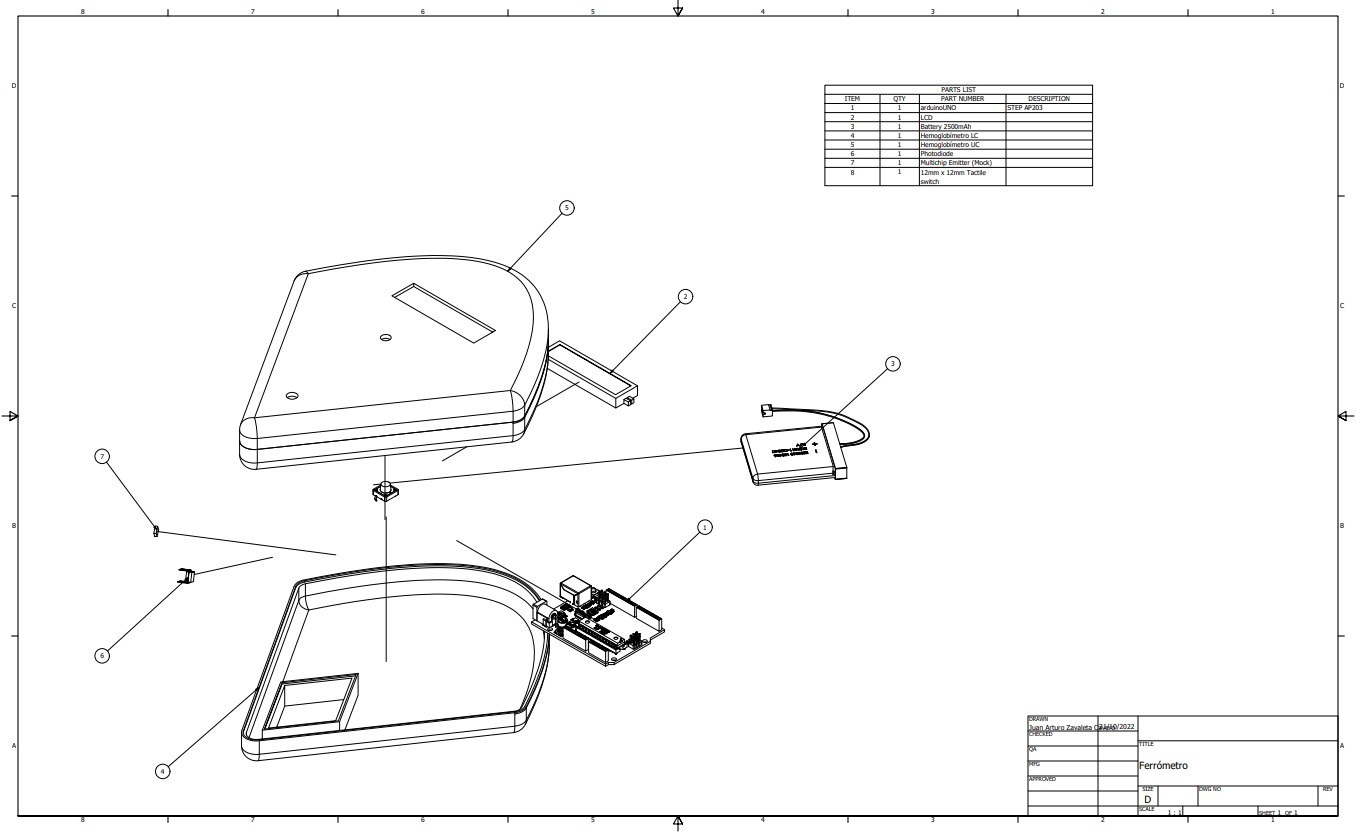 8 7 6 5 4 3 2 1
D D
PARTS LIST
ITEM QTY PART NUMBER DESCRIPTION
1 1 arduinoUNO STEP AP203
2 1 LCD
3 1 Battery 2500mAh
4 1 Hemoglobímetro LC
5 1 Hemoglobímetro UC
6 1 Photodiode
7 1 Multichip Emitter (Mock)
8 1 12mm x 12mm Tactile
switch
5
2
C C
3
7
1
B B
6
4
DRAWN
Juan Arturo Zavaleta 21/10/2022
CHECKED
QA
MFG
APPROVED
TITLE
Ferrómetro
A A
SIZE DWG NO REV
D
SCALE 1 : 1 SHEET 1 OF 1
8 7 6 5 4 3 2 1